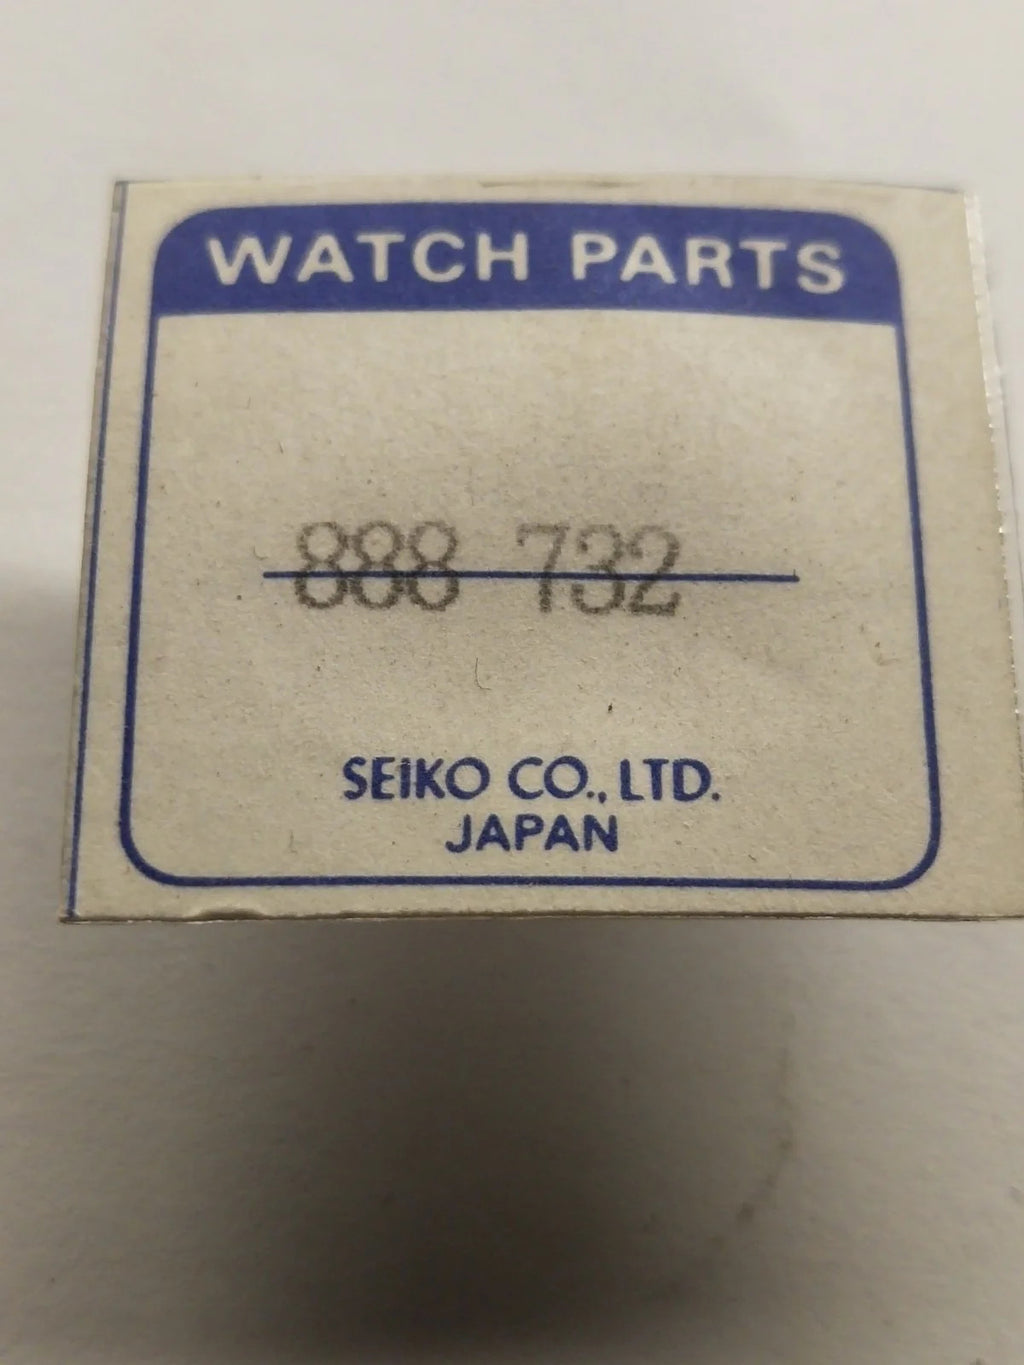 WATCH PARTS
888 732
SEIKO CO., LTD.
JAPAN